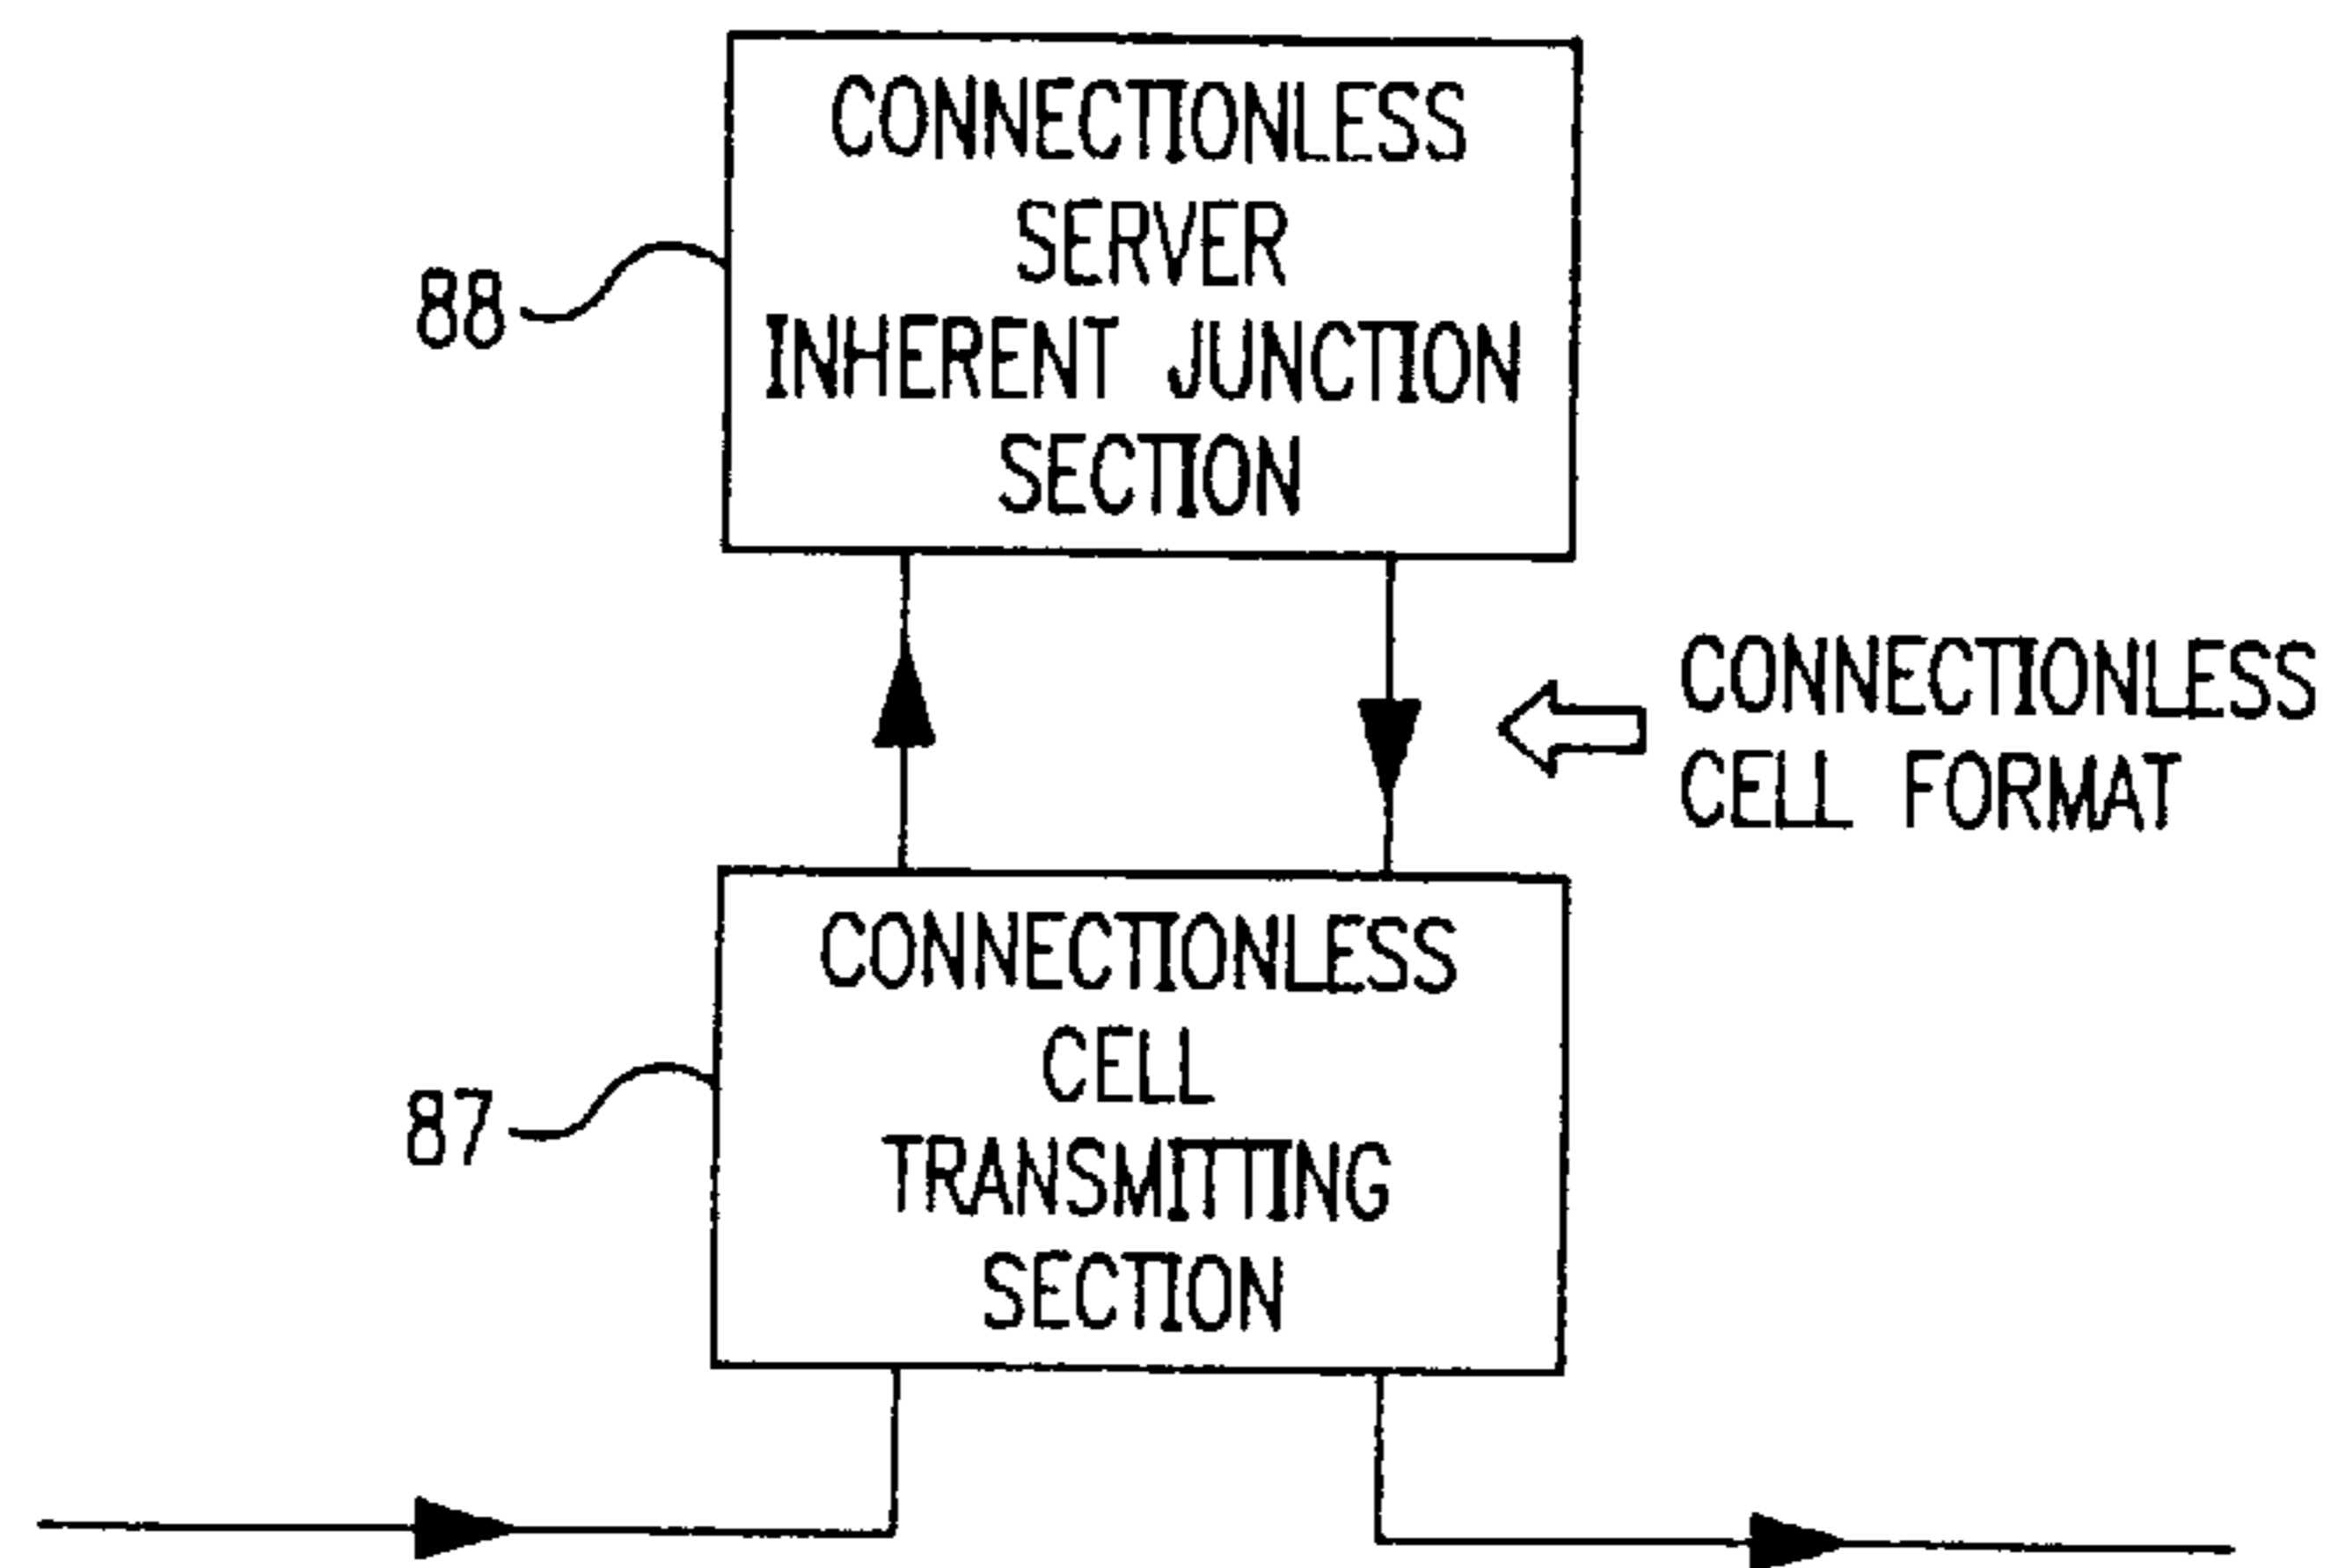 CONNECTIONLESS
SERVER
INHERENT JUNCTION
SECTION
88
CONNECTIONLESS
CELL FORMAT
CONNECTIONLESS
CELL
TRANSMITTING
SECTION
87